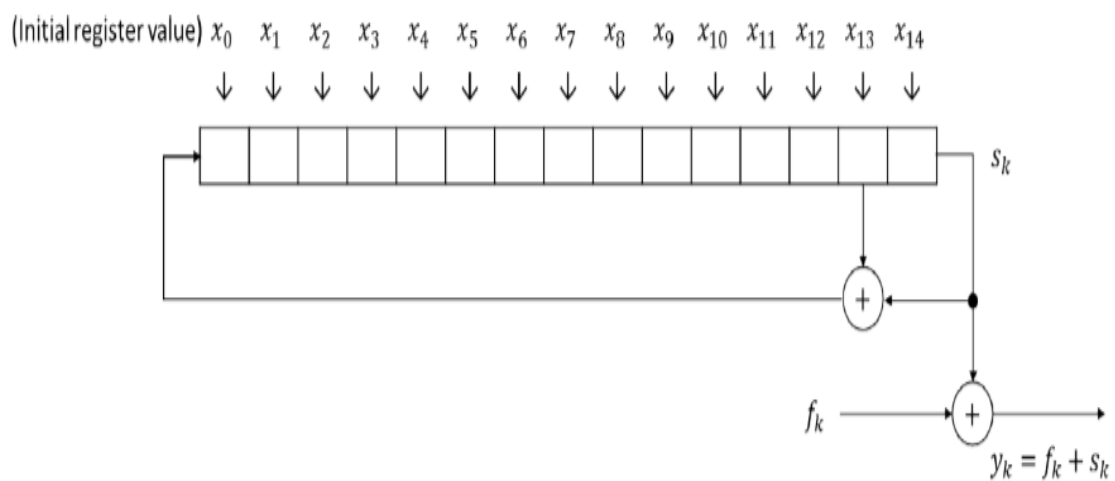 (Initial register value) x₀ x₁ x₂ x₃ x₄ x₅ x₆ x₇ x₈ x₉ x₁₀ x₁₁ x₁₂ x₁₃ x₁₄
sₖ
+
fₖ
+
yₖ = fₖ + sₖ